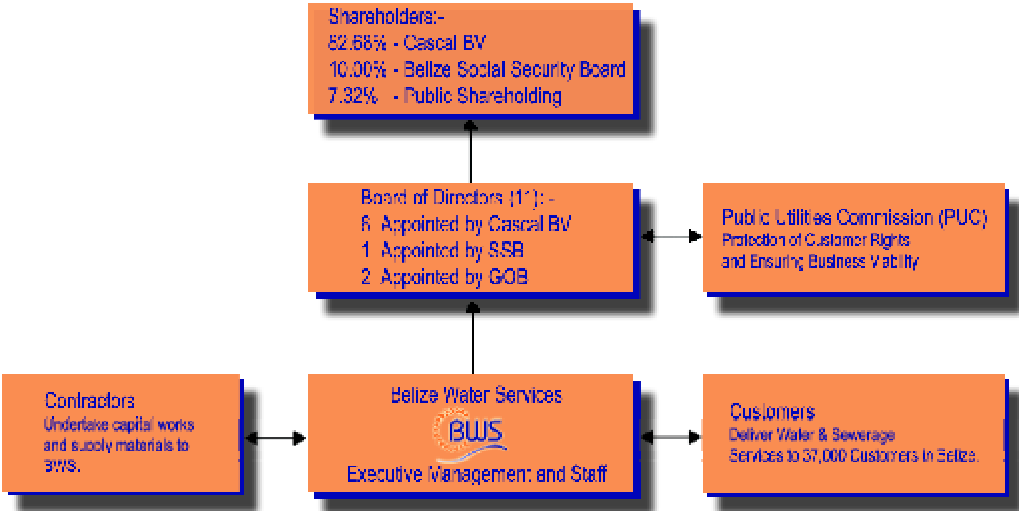 Shareholders:-
82.68% - Cascal BV
10.00% - Belize Social Security Board
7.32% - Public Shareholding
Board of Directors (11): -
8 Appointed by Cascal BV
1 Appointed by SSB
2 Appointed by GOB
Public Utilities Commission (PUC)
Protection of Customer Rights
and Ensuring Business Viability
Contractors
Undertake capital works
and supply materials to
BWS.
Belize Water Services
BWS
Executive Management and Staff
Customers
Deliver Water & Sewerage
Services to 37,000 Customers in Belize.